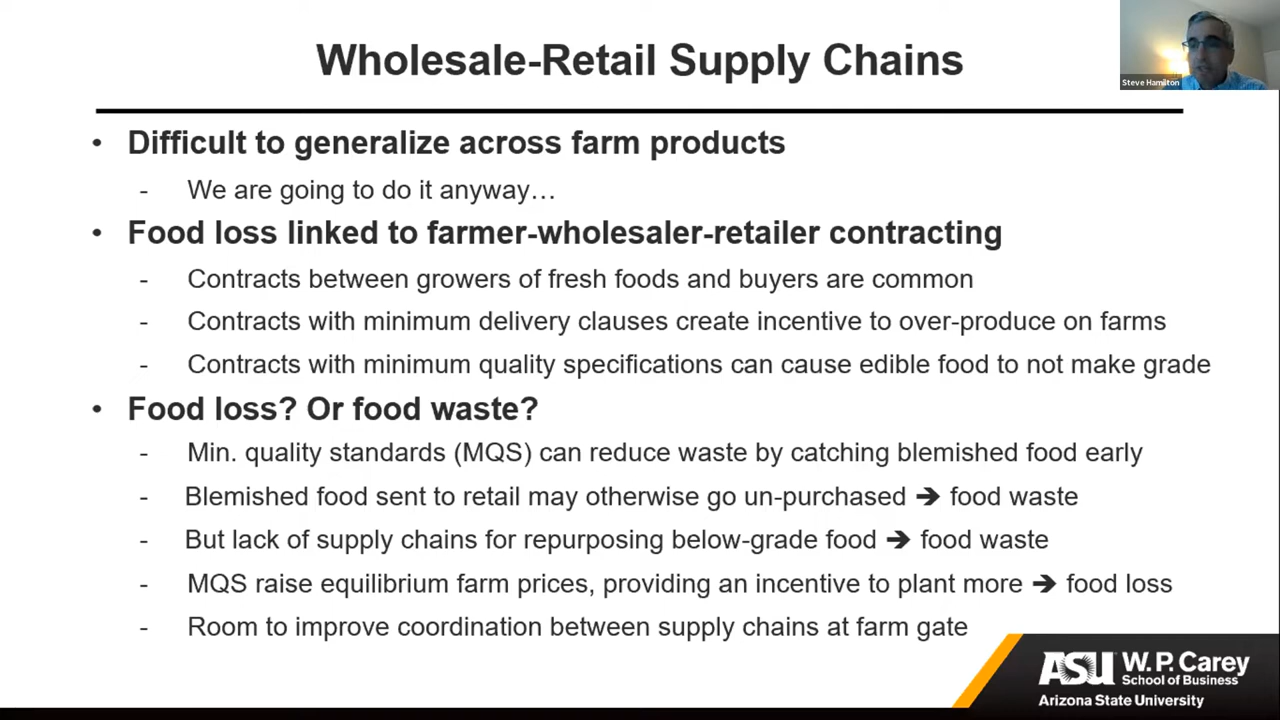 Wholesale-Retail Supply Chains
Steve Hamilton
• Difficult to generalize across farm products
- We are going to do it anyway…
• Food loss linked to farmer-wholesaler-retailer contracting
- Contracts between growers of fresh foods and buyers are common
- Contracts with minimum delivery clauses create incentive to over-produce on farms
- Contracts with minimum quality specifications can cause edible food to not make grade
• Food loss? Or food waste?
- Min. quality standards (MQS) can reduce waste by catching blemished food early
- Blemished food sent to retail may otherwise go un-purchased ➔ food waste
- But lack of supply chains for repurposing below-grade food ➔ food waste
- MQS raise equilibrium farm prices, providing an incentive to plant more ➔ food loss
- Room to improve coordination between supply chains at farm gate
ASU W. P. Carey
School of Business
Arizona State University